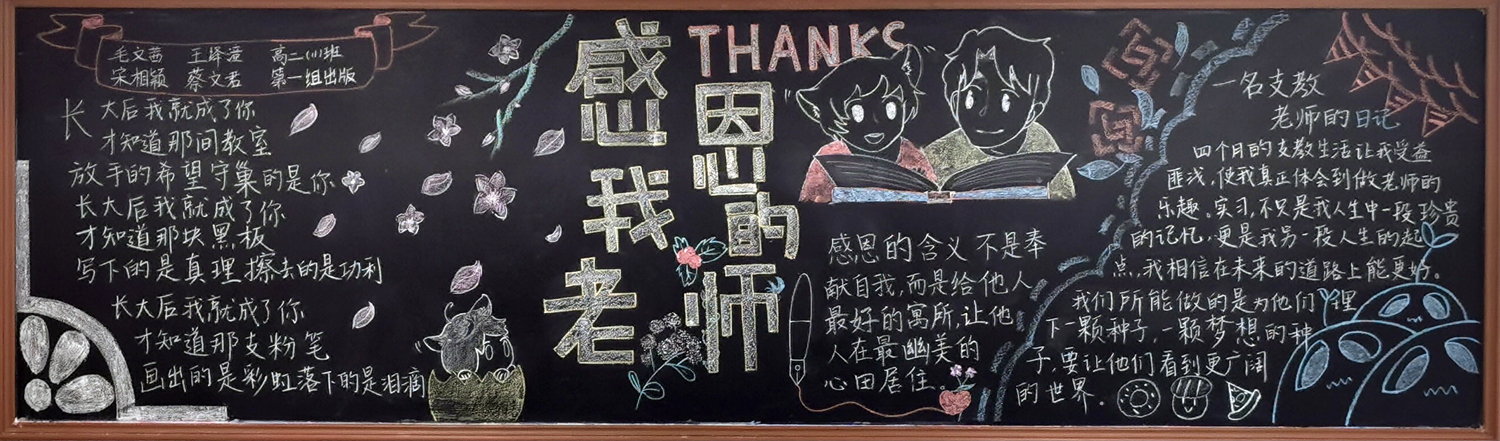 毛文茜 王绎潼 高二(11)班
宋相颖 蔡文君 第一组出版
长大后我就成了你
才知道那间教室
放手的希望守巢的是你
长大后我就成了你
才知道那块黑板
写下的是真理擦去的是功利
长大后我就成了你
才知道那支粉笔
画出的是彩虹落下的是泪滴
THANKS
感恩
我的
老师
感恩的含义不是奉
献自我,而是给他人
最好的寓所,让他
人在最幽美的
心田居住。
一名支教
老师的日记
四个月的支教生活让我受益
匪浅,使我真正体会到做老师的
乐趣。实习,不只是我人生中一段珍贵
的记忆,更是我另一段人生的起
点,我相信在未来的道路上能更好。
我们所能做的是为他们埋
下一颗种子,一颗梦想的种
子,要让他们看到更广阔
的世界。